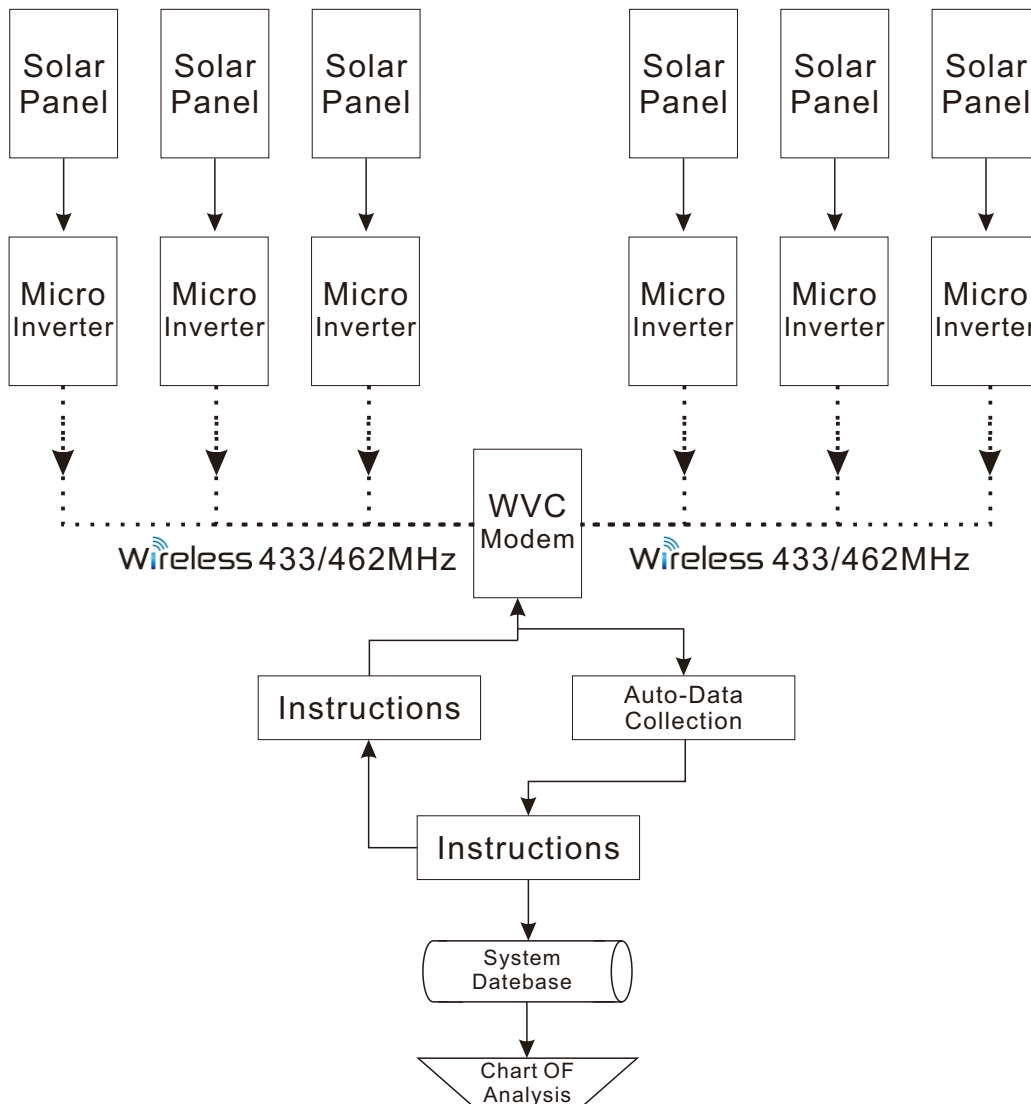 Solar
Panel
Solar
Panel
Solar
Panel
Solar
Panel
Solar
Panel
Solar
Panel
Micro
Inverter
Micro
Inverter
Micro
Inverter
Micro
Inverter
Micro
Inverter
Micro
Inverter
WVC
Modem
Wireless 433/462MHz
Wireless 433/462MHz
Instructions
Auto-Data
Collection
Instructions
System
Datebase
Chart OF
Analysis